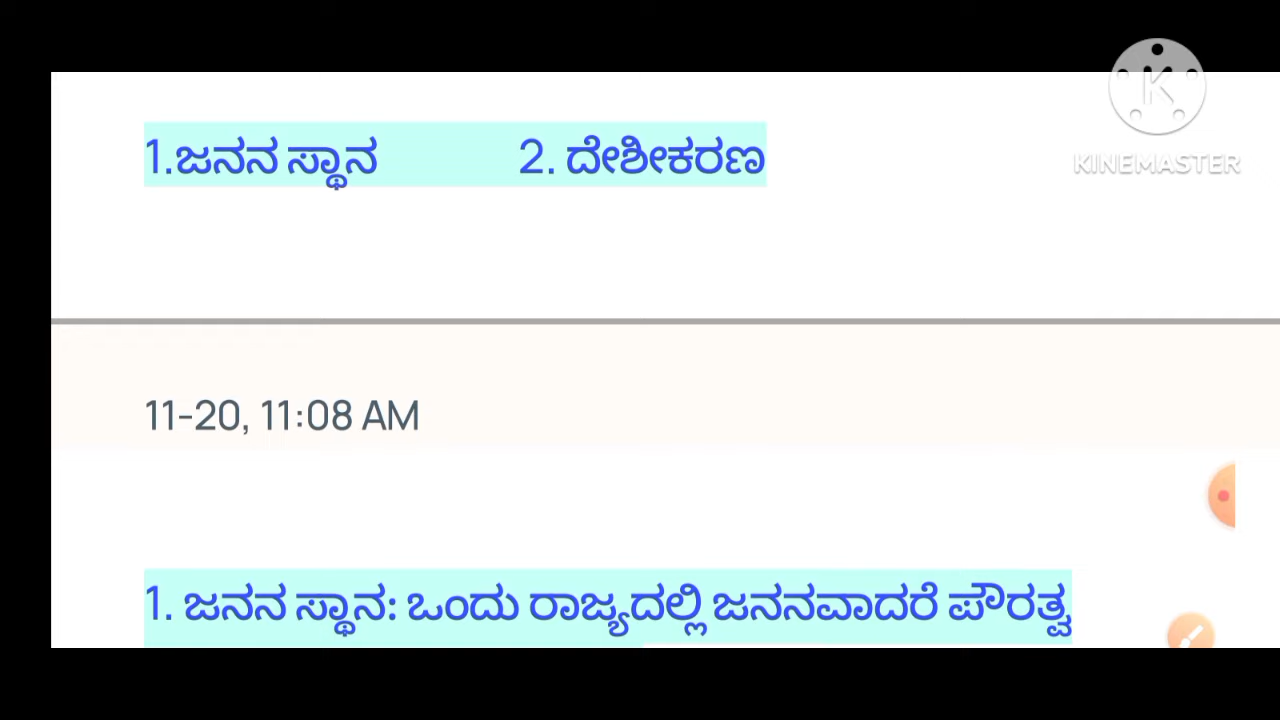 1.ಜನನ ಸ್ಥಾನ 2. ದೇಶೀಕರಣ
KINEMASTER
11-20, 11:08 AM
1. ಜನನ ಸ್ಥಾನ: ಒಂದು ರಾಜ್ಯದಲ್ಲಿ ಜನನವಾದರೆ ಪೌರತ್ವ